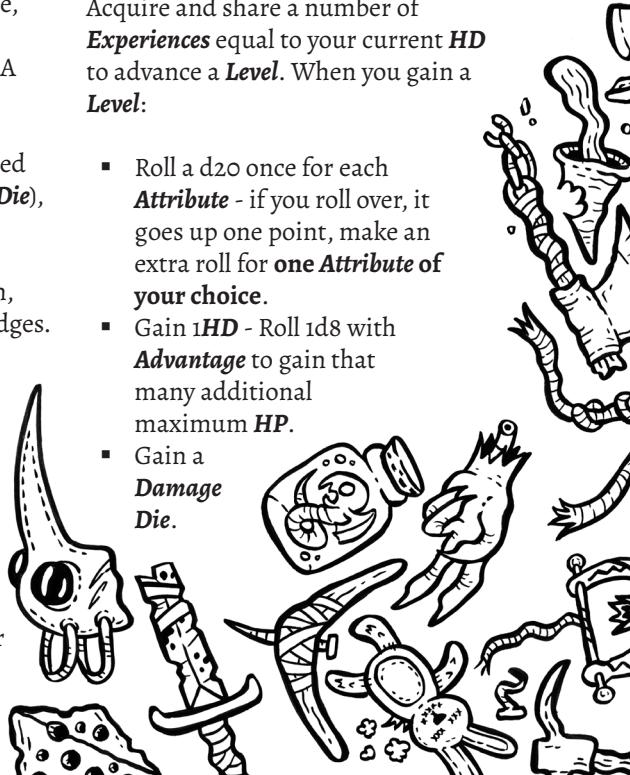 e,
A
ed
Die),
n,
dges.
r
Acquire and share a number of
Experiences equal to your current HD
to advance a Level. When you gain a
Level:
▪ Roll a d20 once for each
Attribute - if you roll over, it
goes up one point, make an
extra roll for one Attribute of
your choice.
▪ Gain 1HD - Roll 1d8 with
Advantage to gain that
many additional
maximum HP.
▪ Gain a
Damage
Die.